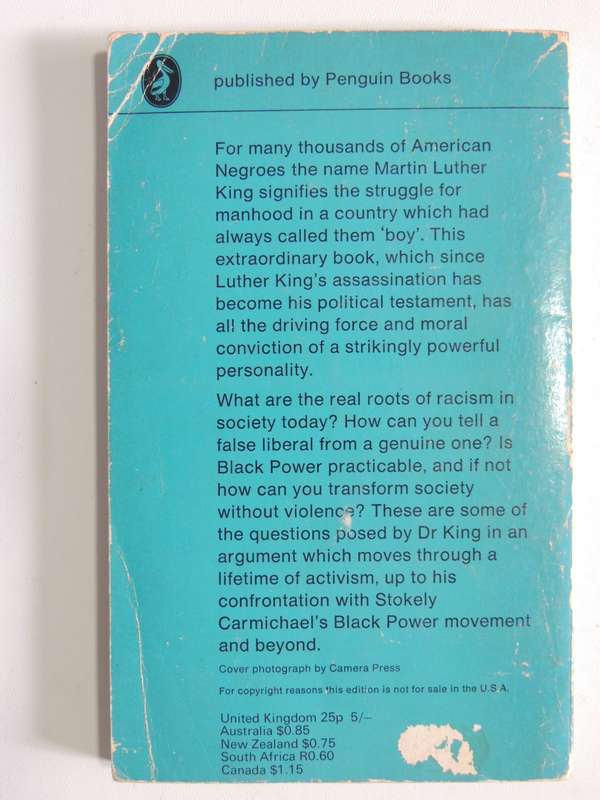 published by Penguin Books
For many thousands of American
Negroes the name Martin Luther
King signifies the struggle for
manhood in a country which had
always called them ‘boy’. This
extraordinary book, which since
Luther King's assassination has
become his political testament, has
all the driving force and moral
conviction of a strikingly powerful
personality.
What are the real roots of racism in
society today? How can you tell a
false liberal from a genuine one? Is
Black Power practicable, and if not
how can you transform society
without violence? These are some of
the questions posed by Dr King in an
argument which moves through a
lifetime of activism, up to his
confrontation with Stokely
Carmichael's Black Power movement
and beyond.
Cover photograph by Camera Press
For copyright reasons this edition is not for sale in the U.S.A.
United Kingdom 25p 5/–
Australia $0.85
New Zealand $0.75
South Africa R0.60
Canada $1.15